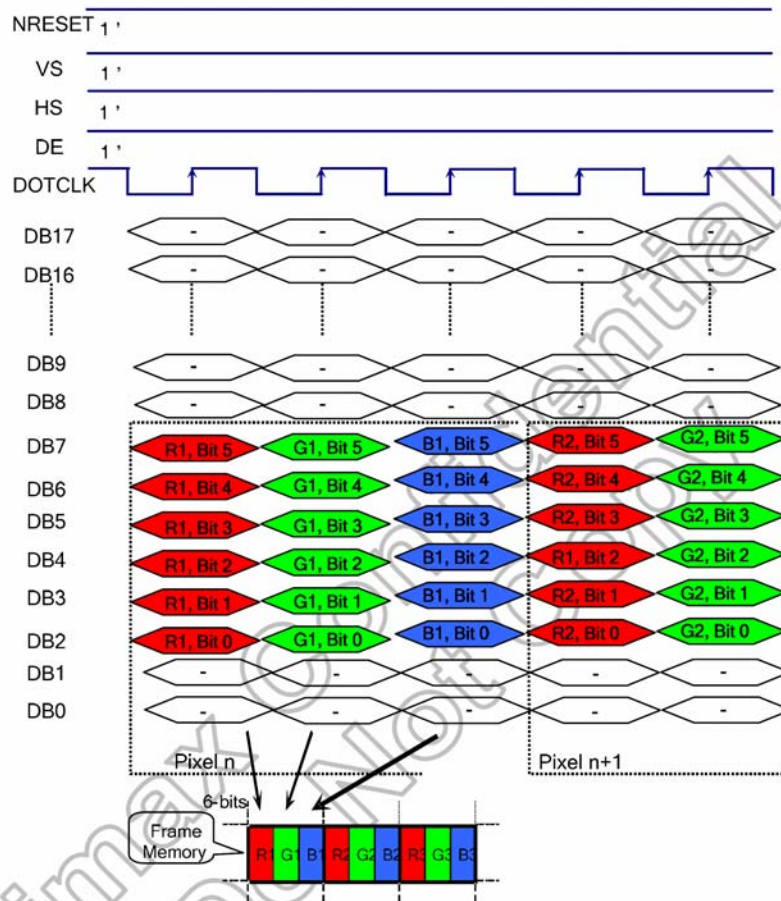 NRESET 1 '
VS 1 '
HS 1 '
DE 1 '
DOTCLK
DB17 - - - - -
DB16 - - - - -
DB9 - - - - -
DB8 - - - - -
DB7 R1, Bit 5 G1, Bit 5 B1, Bit 5 R2, Bit 5 G2, Bit 5
DB6 R1, Bit 4 G1, Bit 4 B1, Bit 4 R2, Bit 4 G2, Bit 4
DB5 R1, Bit 3 G1, Bit 3 B1, Bit 3 R2, Bit 3 G2, Bit 3
DB4 R1, Bit 2 G1, Bit 2 B1, Bit 2 R1, Bit 2 G2, Bit 2
DB3 R1, Bit 1 G1, Bit 1 B1, Bit 1 R2, Bit 1 G2, Bit 1
DB2 R1, Bit 0 G1, Bit 0 B1, Bit 0 R2, Bit 0 G2, Bit 0
DB1 - - - - -
DB0 - - - - -
Pixel n Pixel n+1
6-bits
Frame
Memory
R1 G1 B1 R2 G2 B2 R3 G3 B3
imax Confidential
Do Not Copy